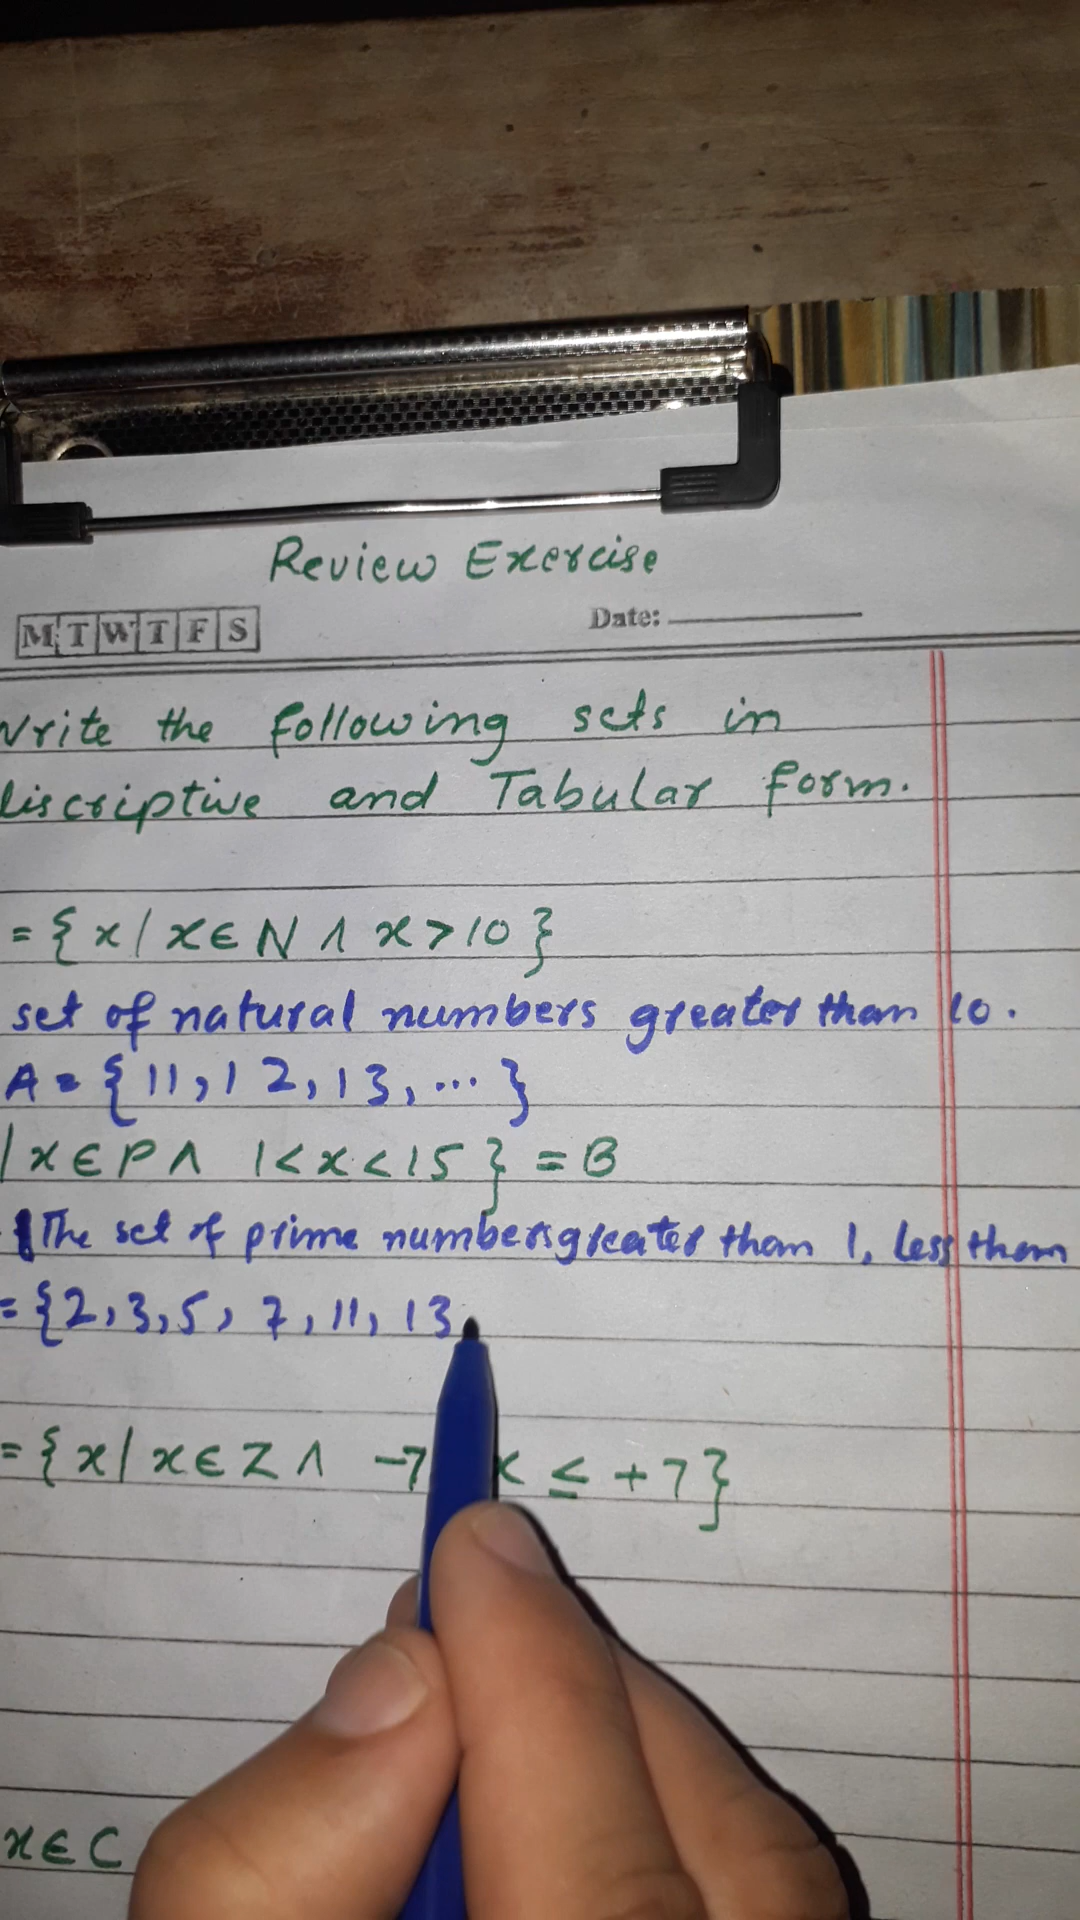 Review Exercise
M T W T F S Date:
Write the following sets in
discriptive and Tabular form.
= {x / x ∈ N ∧ x > 10}
set of natural numbers greater than 10.
A = {11, 12, 13, ...}
/ x ∈ P ∧ 1 < x < 15} = B
The set of prime numbers greater than 1, less than
= {2, 3, 5, 7, 11, 13
= {x / x ∈ Z ∧ -7 x ≤ +7}
x ∈ C